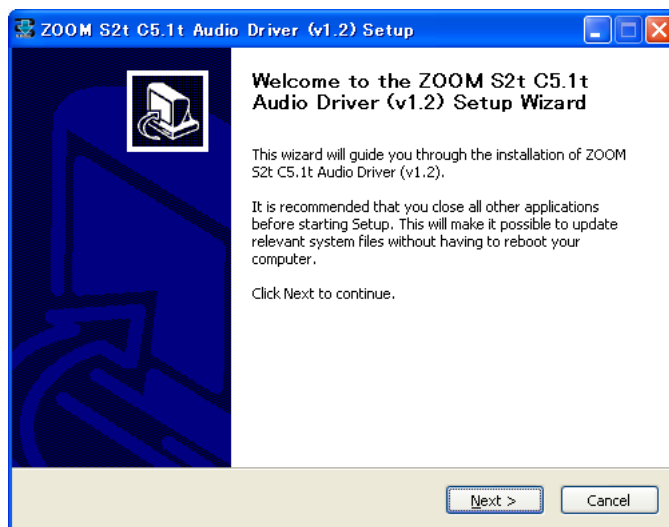 ZOOM S2t C5.1t Audio Driver (v1.2) Setup
Welcome to the ZOOM S2t C5.1t
Audio Driver (v1.2) Setup Wizard
This wizard will guide you through the installation of ZOOM
S2t C5.1t Audio Driver (v1.2).
It is recommended that you close all other applications
before starting Setup. This will make it possible to update
relevant system files without having to reboot your
computer.
Click Next to continue.
Next >
Cancel